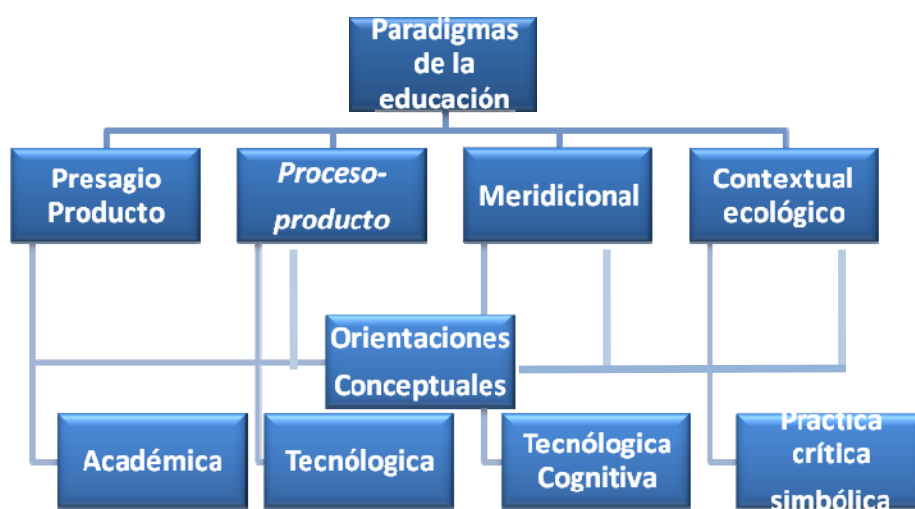 Paradigmas
de la
educación
Presagio
Producto
Proceso-
producto
Meridicional
Contextual
ecológico
Orientaciones
Conceptuales
Académica
Tecnólogica
Tecnólogica
Cognitiva
Práctica
crítica
simbólica